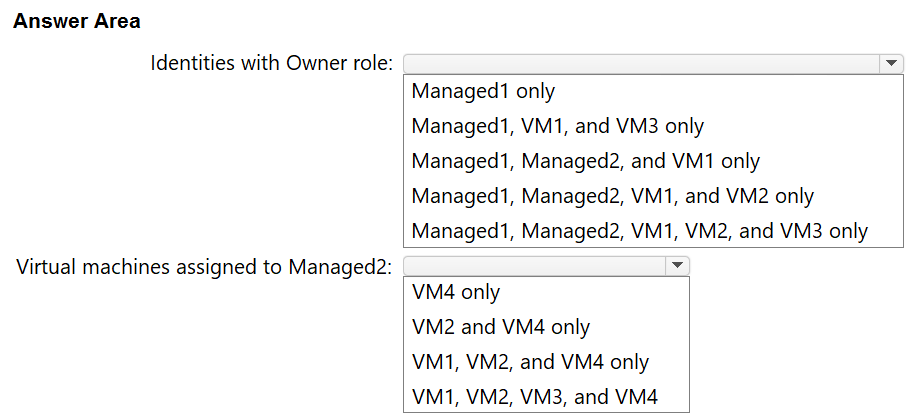 Answer Area
Identities with Owner role:
Managed1 only
Managed1, VM1, and VM3 only
Managed1, Managed2, and VM1 only
Managed1, Managed2, VM1, and VM2 only
Managed1, Managed2, VM1, VM2, and VM3 only
Virtual machines assigned to Managed2:
VM4 only
VM2 and VM4 only
VM1, VM2, and VM4 only
VM1, VM2, VM3, and VM4